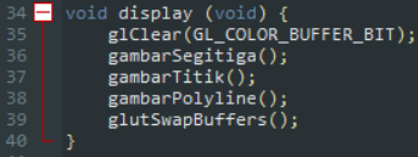 34 void display (void) {
35 glClear(GL_COLOR_BUFFER_BIT);
36 gambarSegitiga();
37 gambarTitik();
38 gambarPolyline();
39 glutSwapBuffers();
40 }